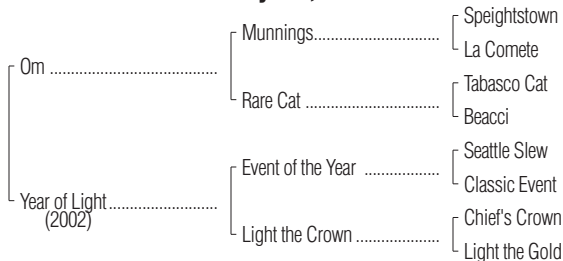 Speightstown
Munnings..........................
La Comete
Om ....................................
Tabasco Cat
Rare Cat ............................
Beacci
Seattle Slew
Event of the Year ................
Classic Event
Year of Light.......................
(2002)
Chief's Crown
Light the Crown ..................
Light the Gold